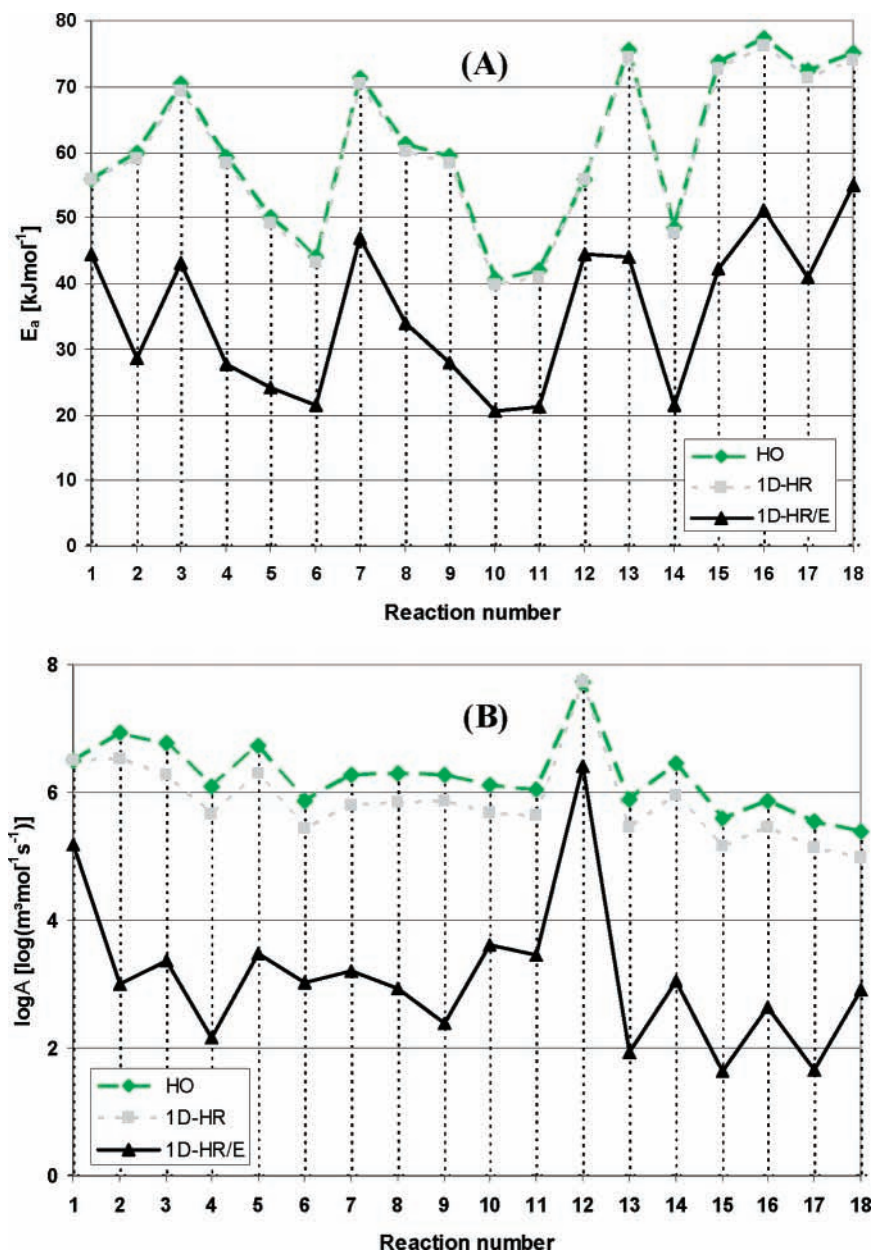 80
70
60
50
40
30
20
10
0
Eₐ [kJmol⁻¹]
(A)
HO
1D-HR
1D-HR/E
1 2 3 4 5 6 7 8 9 10 11 12 13 14 15 16 17 18
Reaction number
8
6
4
2
0
logA [log(m³mol⁻¹s⁻¹)]
(B)
HO
1D-HR
1D-HR/E
1 2 3 4 5 6 7 8 9 10 11 12 13 14 15 16 17 18
Reaction number